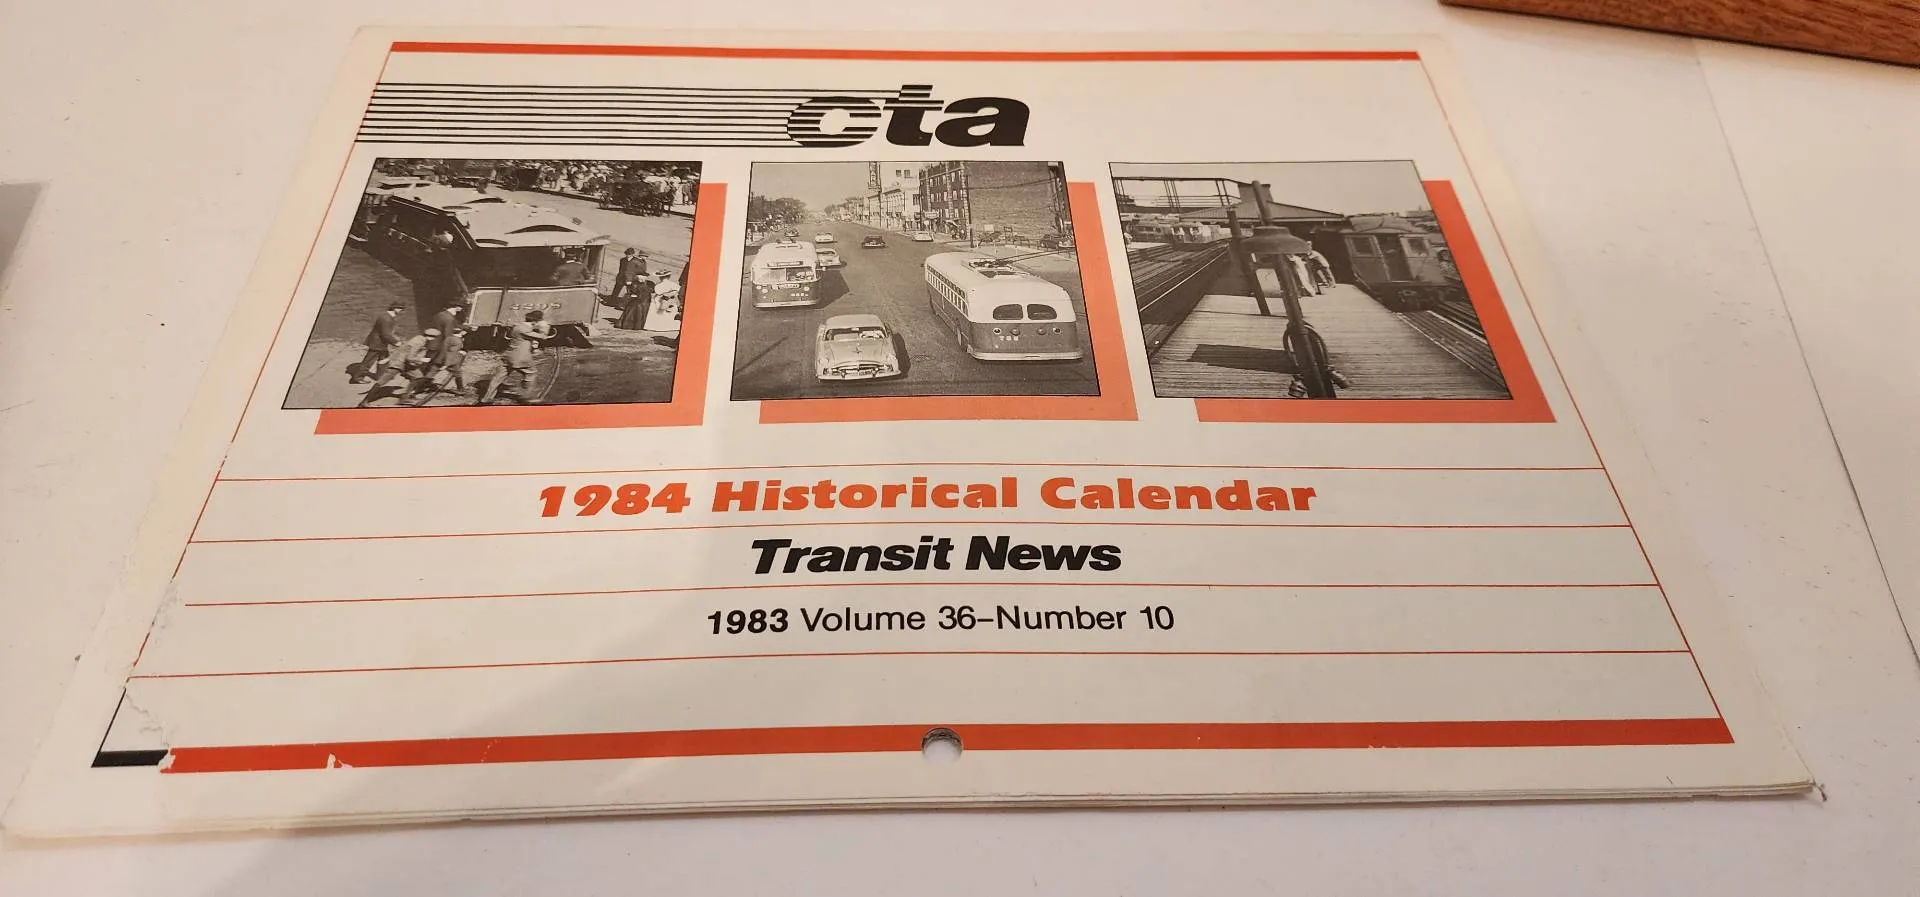 cta
1984 Historical Calendar
Transit News
1983 Volume 36–Number 10